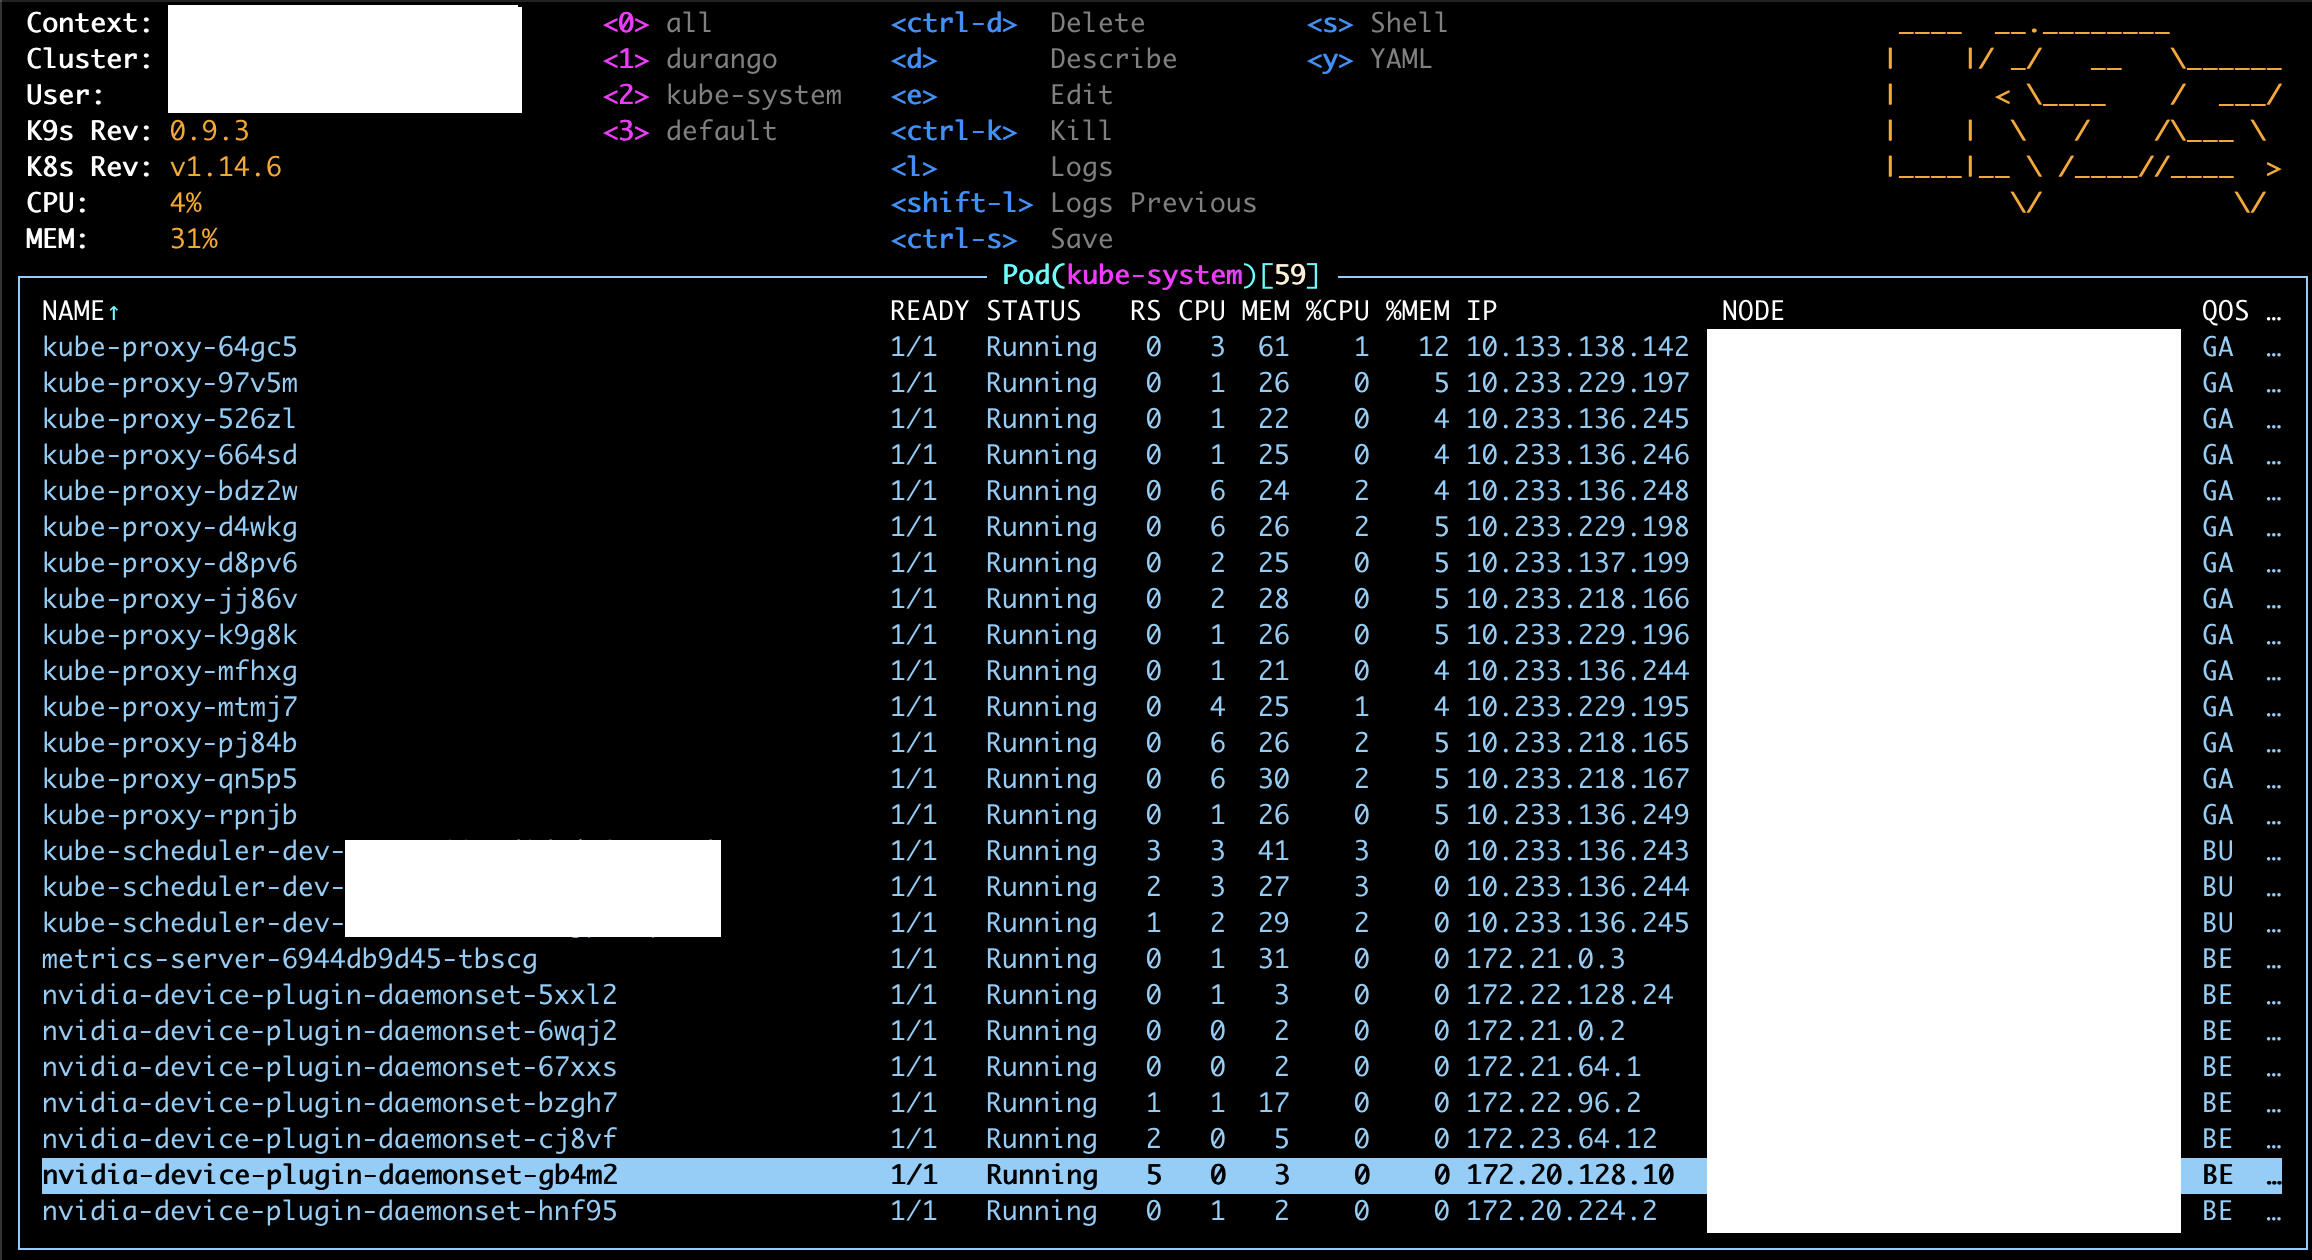 Context: <0> all <ctrl-d> Delete <s> Shell
Cluster: <1> durango <d> Describe <y> YAML
User: <2> kube-system <e> Edit
K9s Rev: 0.9.3 <3> default <ctrl-k> Kill
K8s Rev: v1.14.6 <l> Logs
CPU: 4% <shift-l> Logs Previous
MEM: 31% <ctrl-s> Save
Pod(kube-system)[59]
NAME↑ READY STATUS RS CPU MEM %CPU %MEM IP NODE QOS …
kube-proxy-64gc5 1/1 Running 0 3 61 1 12 10.133.138.142 GA …
kube-proxy-97v5m 1/1 Running 0 1 26 0 5 10.233.229.197 GA …
kube-proxy-526zl 1/1 Running 0 1 22 0 4 10.233.136.245 GA …
kube-proxy-664sd 1/1 Running 0 1 25 0 4 10.233.136.246 GA …
kube-proxy-bdz2w 1/1 Running 0 6 24 2 4 10.233.136.248 GA …
kube-proxy-d4wkg 1/1 Running 0 6 26 2 5 10.233.229.198 GA …
kube-proxy-d8pv6 1/1 Running 0 2 25 0 5 10.233.137.199 GA …
kube-proxy-jj86v 1/1 Running 0 2 28 0 5 10.233.218.166 GA …
kube-proxy-k9g8k 1/1 Running 0 1 26 0 5 10.233.229.196 GA …
kube-proxy-mfhxg 1/1 Running 0 1 21 0 4 10.233.136.244 GA …
kube-proxy-mtmj7 1/1 Running 0 4 25 1 4 10.233.229.195 GA …
kube-proxy-pj84b 1/1 Running 0 6 26 2 5 10.233.218.165 GA …
kube-proxy-qn5p5 1/1 Running 0 6 30 2 5 10.233.218.167 GA …
kube-proxy-rpnjb 1/1 Running 0 1 26 0 5 10.233.136.249 GA …
kube-scheduler-dev- 1/1 Running 3 3 41 3 0 10.233.136.243 BU …
kube-scheduler-dev- 1/1 Running 2 3 27 3 0 10.233.136.244 BU …
kube-scheduler-dev- 1/1 Running 1 2 29 2 0 10.233.136.245 BU …
metrics-server-6944db9d45-tbscg 1/1 Running 0 1 31 0 0 172.21.0.3 BE …
nvidia-device-plugin-daemonset-5xxl2 1/1 Running 0 1 3 0 0 172.22.128.24 BE …
nvidia-device-plugin-daemonset-6wqj2 1/1 Running 0 0 2 0 0 172.21.0.2 BE …
nvidia-device-plugin-daemonset-67xxs 1/1 Running 0 0 2 0 0 172.21.64.1 BE …
nvidia-device-plugin-daemonset-bzgh7 1/1 Running 1 1 17 0 0 172.22.96.2 BE …
nvidia-device-plugin-daemonset-cj8vf 1/1 Running 2 0 5 0 0 172.23.64.12 BE …
nvidia-device-plugin-daemonset-gb4m2 1/1 Running 5 0 3 0 0 172.20.128.10 BE …
nvidia-device-plugin-daemonset-hnf95 1/1 Running 0 1 2 0 0 172.20.224.2 BE …